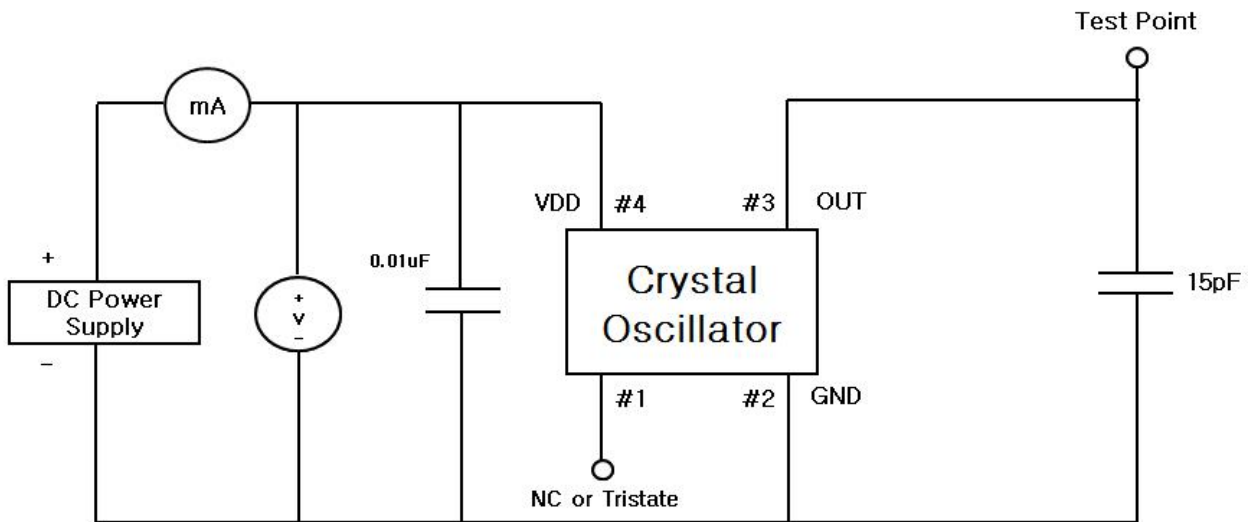 Test Point
mA
VDD #4 #3 OUT
+
0.01uF
DC Power
Supply
−
+
V
−
Crystal
Oscillator
15pF
#1 #2 GND
NC or Tristate